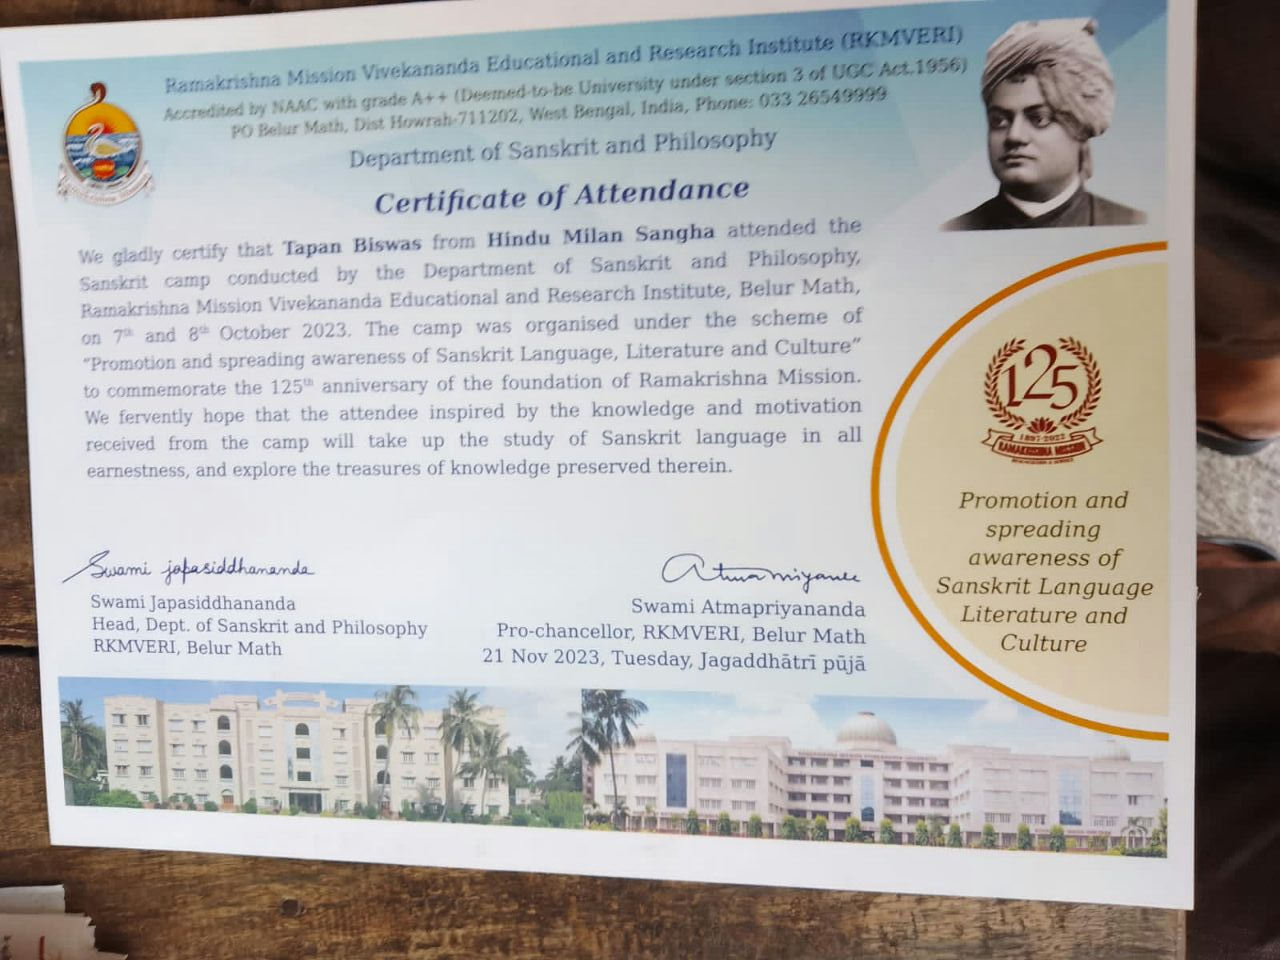 Ramakrishna Mission Vivekananda Educational and Research Institute (RKMVERI)
Accredited by NAAC with grade A++ (Deemed-to-be University under section 3 of UGC Act.1956)
PO Belur Math, Dist Howrah-711202, West Bengal, India, Phone: 033 26549999
Department of Sanskrit and Philosophy
Certificate of Attendance
We gladly certify that Tapan Biswas from Hindu Milan Sangha attended the
Sanskrit camp conducted by the Department of Sanskrit and Philosophy,
Ramakrishna Mission Vivekananda Educational and Research Institute, Belur Math,
on 7th and 8th October 2023. The camp was organised under the scheme of
“Promotion and spreading awareness of Sanskrit Language, Literature and Culture”
to commemorate the 125th anniversary of the foundation of Ramakrishna Mission.
We fervently hope that the attendee inspired by the knowledge and motivation
received from the camp will take up the study of Sanskrit language in all
earnestness, and explore the treasures of knowledge preserved therein.
Swami japasiddhananda
Swami Japasiddhananda
Head, Dept. of Sanskrit and Philosophy
RKMVERI, Belur Math
Swami Atmapriyananda
Pro-chancellor, RKMVERI, Belur Math
21 Nov 2023, Tuesday, Jagaddhātrī pūjā
125
1897-2022
RAMAKRISHNA MISSION
Promotion and
spreading
awareness of
Sanskrit Language
Literature and
Culture